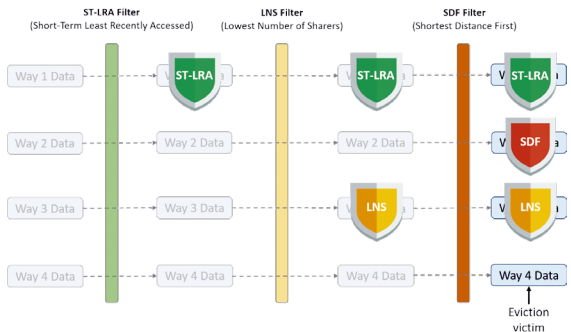 ST-LRA Filter
(Short-Term Least Recently Accessed)
LNS Filter
(Lowest Number of Sharers)
SDF Filter
(Shortest Distance First)
Way 1 Data
ST-LRA
ST-LRA
ST-LRA
Way 2 Data
Way 2 Data
Way 2 Data
SDF
Way 3 Data
Way 3 Data
LNS
LNS
Way 4 Data
Way 4 Data
Way 4 Data
Way 4 Data
Eviction
victim